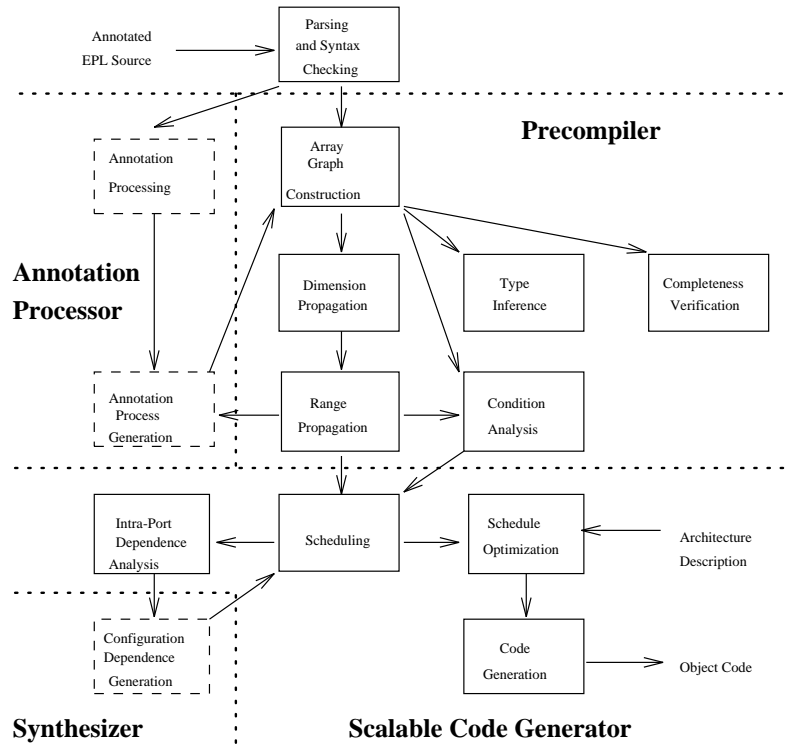 Annotated
EPL Source
Parsing
and Syntax
Checking
Precompiler
Annotation
Processing
Array
Graph
Construction
Annotation
Processor
Dimension
Propagation
Type
Inference
Completeness
Verification
Annotation
Process
Generation
Range
Propagation
Condition
Analysis
Intra-Port
Dependence
Analysis
Scheduling
Schedule
Optimization
Architecture
Description
Configuration
Dependence
Generation
Code
Generation
Object Code
Synthesizer
Scalable Code Generator